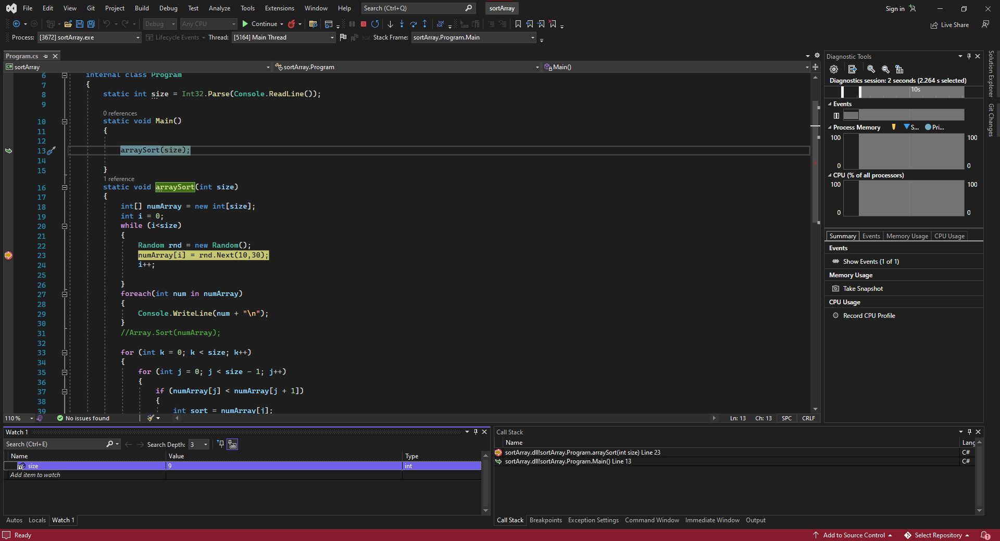 File Edit View Git Project Build Debug Test Analyze Tools Extensions Window Help Search (Ctrl+Q) sortArray Sign in
Debug Any CPU Continue Live Share
Process: [3672] sortArray.exe Lifecycle Events Thread: [5164] Main Thread Stack Frame: sortArray.Program.Main
Program.cs
C# sortArray sortArray.Program Main()
6 internal class Program
7 {
8 static int size = Int32.Parse(Console.ReadLine());
9
0 references
10 static void Main()
11 {
12
13 arraySort(size);
14
15 }
1 reference
16 static void arraySort(int size)
17 {
18 int[] numArray = new int[size];
19 int i = 0;
20 while (i<size)
21 {
22 Random rnd = new Random();
23 numArray[i] = rnd.Next(10,30);
24 i++;
25
26 }
27 foreach(int num in numArray)
28 {
29 Console.WriteLine(num + "\n");
30 }
31 //Array.Sort(numArray);
32
33 for (int k = 0; k < size; k++)
34 {
35 for (int j = 0; j < size - 1; j++)
36 {
37 if (numArray[j] < numArray[j + 1])
38 {
39 int sort = numArray[j];
110 % No issues found Ln: 13 Ch: 13 SPC CRLF
Diagnostic Tools
Diagnostics session: 2 seconds (2.264 s selected)
10s
Events
Process Memory S... Pri...
100 100
0 0
CPU (% of all processors)
100 100
0 0
Summary Events Memory Usage CPU Usage
Events
Show Events (1 of 1)
Memory Usage
Take Snapshot
CPU Usage
Record CPU Profile
Solution Explorer
Git Changes
Watch 1
Search (Ctrl+E) Search Depth: 3
Name Value Type
size 9 int
Add item to watch
Autos Locals Watch 1
Call Stack
Name Lang
sortArray.dll!sortArray.Program.arraySort(int size) Line 23 C#
sortArray.dll!sortArray.Program.Main() Line 13 C#
Call Stack Breakpoints Exception Settings Command Window Immediate Window Output
Ready Add to Source Control Select Repository 1